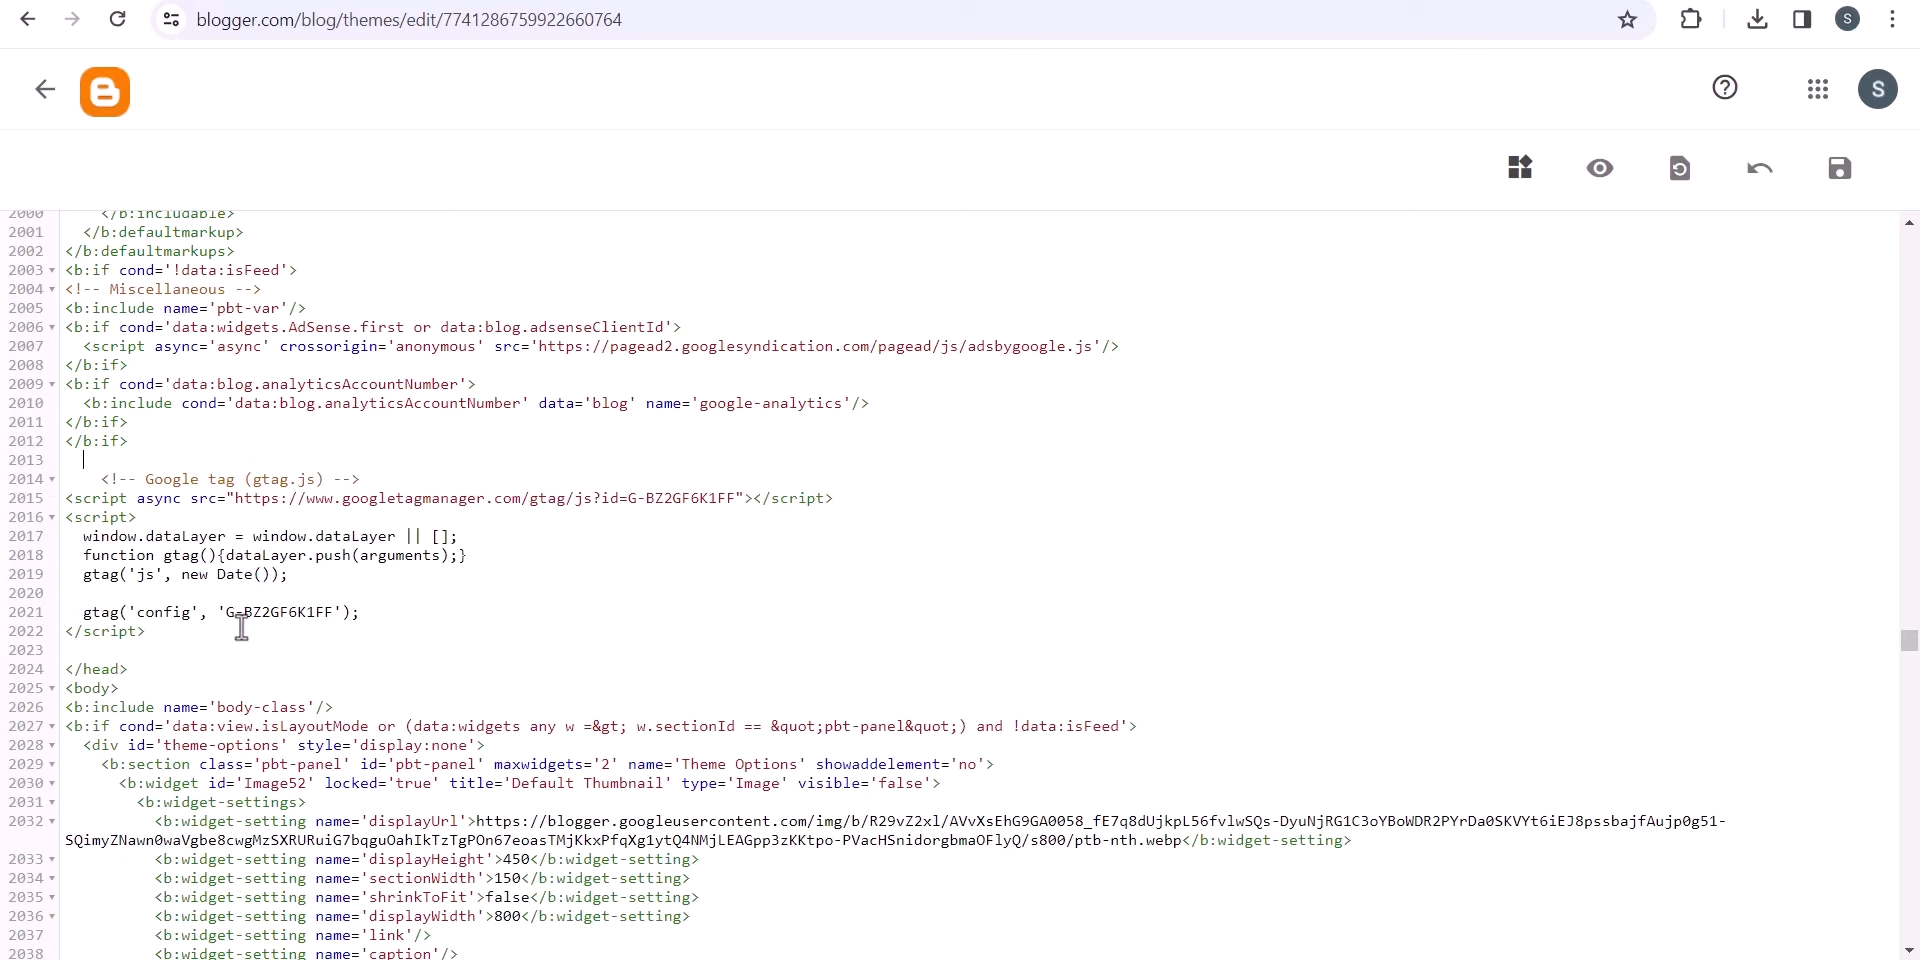 blogger.com/blog/themes/edit/7741286759922660764
S
S
2000 </b:includable>
2001 </b:defaultmarkup>
2002 </b:defaultmarkups>
2003 <b:if cond='!data:isFeed'>
2004 <!-- Miscellaneous -->
2005 <b:include name='pbt-var'/>
2006 <b:if cond='data:widgets.AdSense.first or data:blog.adsenseClientId'>
2007 <script async='async' crossorigin='anonymous' src='https://pagead2.googlesyndication.com/pagead/js/adsbygoogle.js'/>
2008 </b:if>
2009 <b:if cond='data:blog.analyticsAccountNumber'>
2010 <b:include cond='data:blog.analyticsAccountNumber' data='blog' name='google-analytics'/>
2011 </b:if>
2012 </b:if>
2013
2014 <!-- Google tag (gtag.js) -->
2015 <script async src="https://www.googletagmanager.com/gtag/js?id=G-BZ2GF6K1FF"></script>
2016 <script>
2017 window.dataLayer = window.dataLayer || [];
2018 function gtag(){dataLayer.push(arguments);}
2019 gtag('js', new Date());
2020
2021 gtag('config', 'G-BZ2GF6K1FF');
2022 </script>
2023
2024 </head>
2025 <body>
2026 <b:include name='body-class'/>
2027 <b:if cond='data:view.isLayoutMode or (data:widgets any w =&gt; w.sectionId == &quot;pbt-panel&quot;) and !data:isFeed'>
2028 <div id='theme-options' style='display:none'>
2029 <b:section class='pbt-panel' id='pbt-panel' maxwidgets='2' name='Theme Options' showaddelement='no'>
2030 <b:widget id='Image52' locked='true' title='Default Thumbnail' type='Image' visible='false'>
2031 <b:widget-settings>
2032 <b:widget-setting name='displayUrl'>https://blogger.googleusercontent.com/img/b/R29vZ2xl/AVvXsEhG9GA0058_fE7q8dUjkpL56fvlwSQs-DyuNjRG1C3oYBoWDR2PYrDa0SKVYt6iEJ8pssbajfAujp0g51-
SQimyZNawn0waVgbe8cwgMzSXRURuiG7bqguOahIkTzTgPOn67eoasTMjKkxPfqXg1ytQ4NMjLEAGpp3zKKtpo-PVacHSnidorgbmaOFlyQ/s800/ptb-nth.webp</b:widget-setting>
2033 <b:widget-setting name='displayHeight'>450</b:widget-setting>
2034 <b:widget-setting name='sectionWidth'>150</b:widget-setting>
2035 <b:widget-setting name='shrinkToFit'>false</b:widget-setting>
2036 <b:widget-setting name='displayWidth'>800</b:widget-setting>
2037 <b:widget-setting name='link'/>
2038 <b:widget-setting name='caption'/>